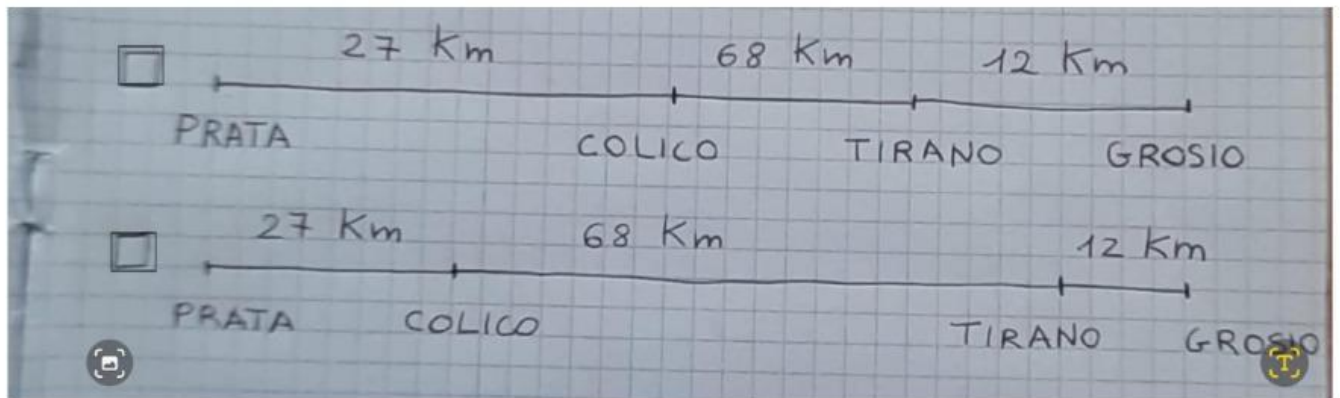 27 Km 68 Km 12 Km
PRATA COLICO TIRANO GROSIO
27 Km 68 Km 12 Km
PRATA COLICO TIRANO GROSIO
T